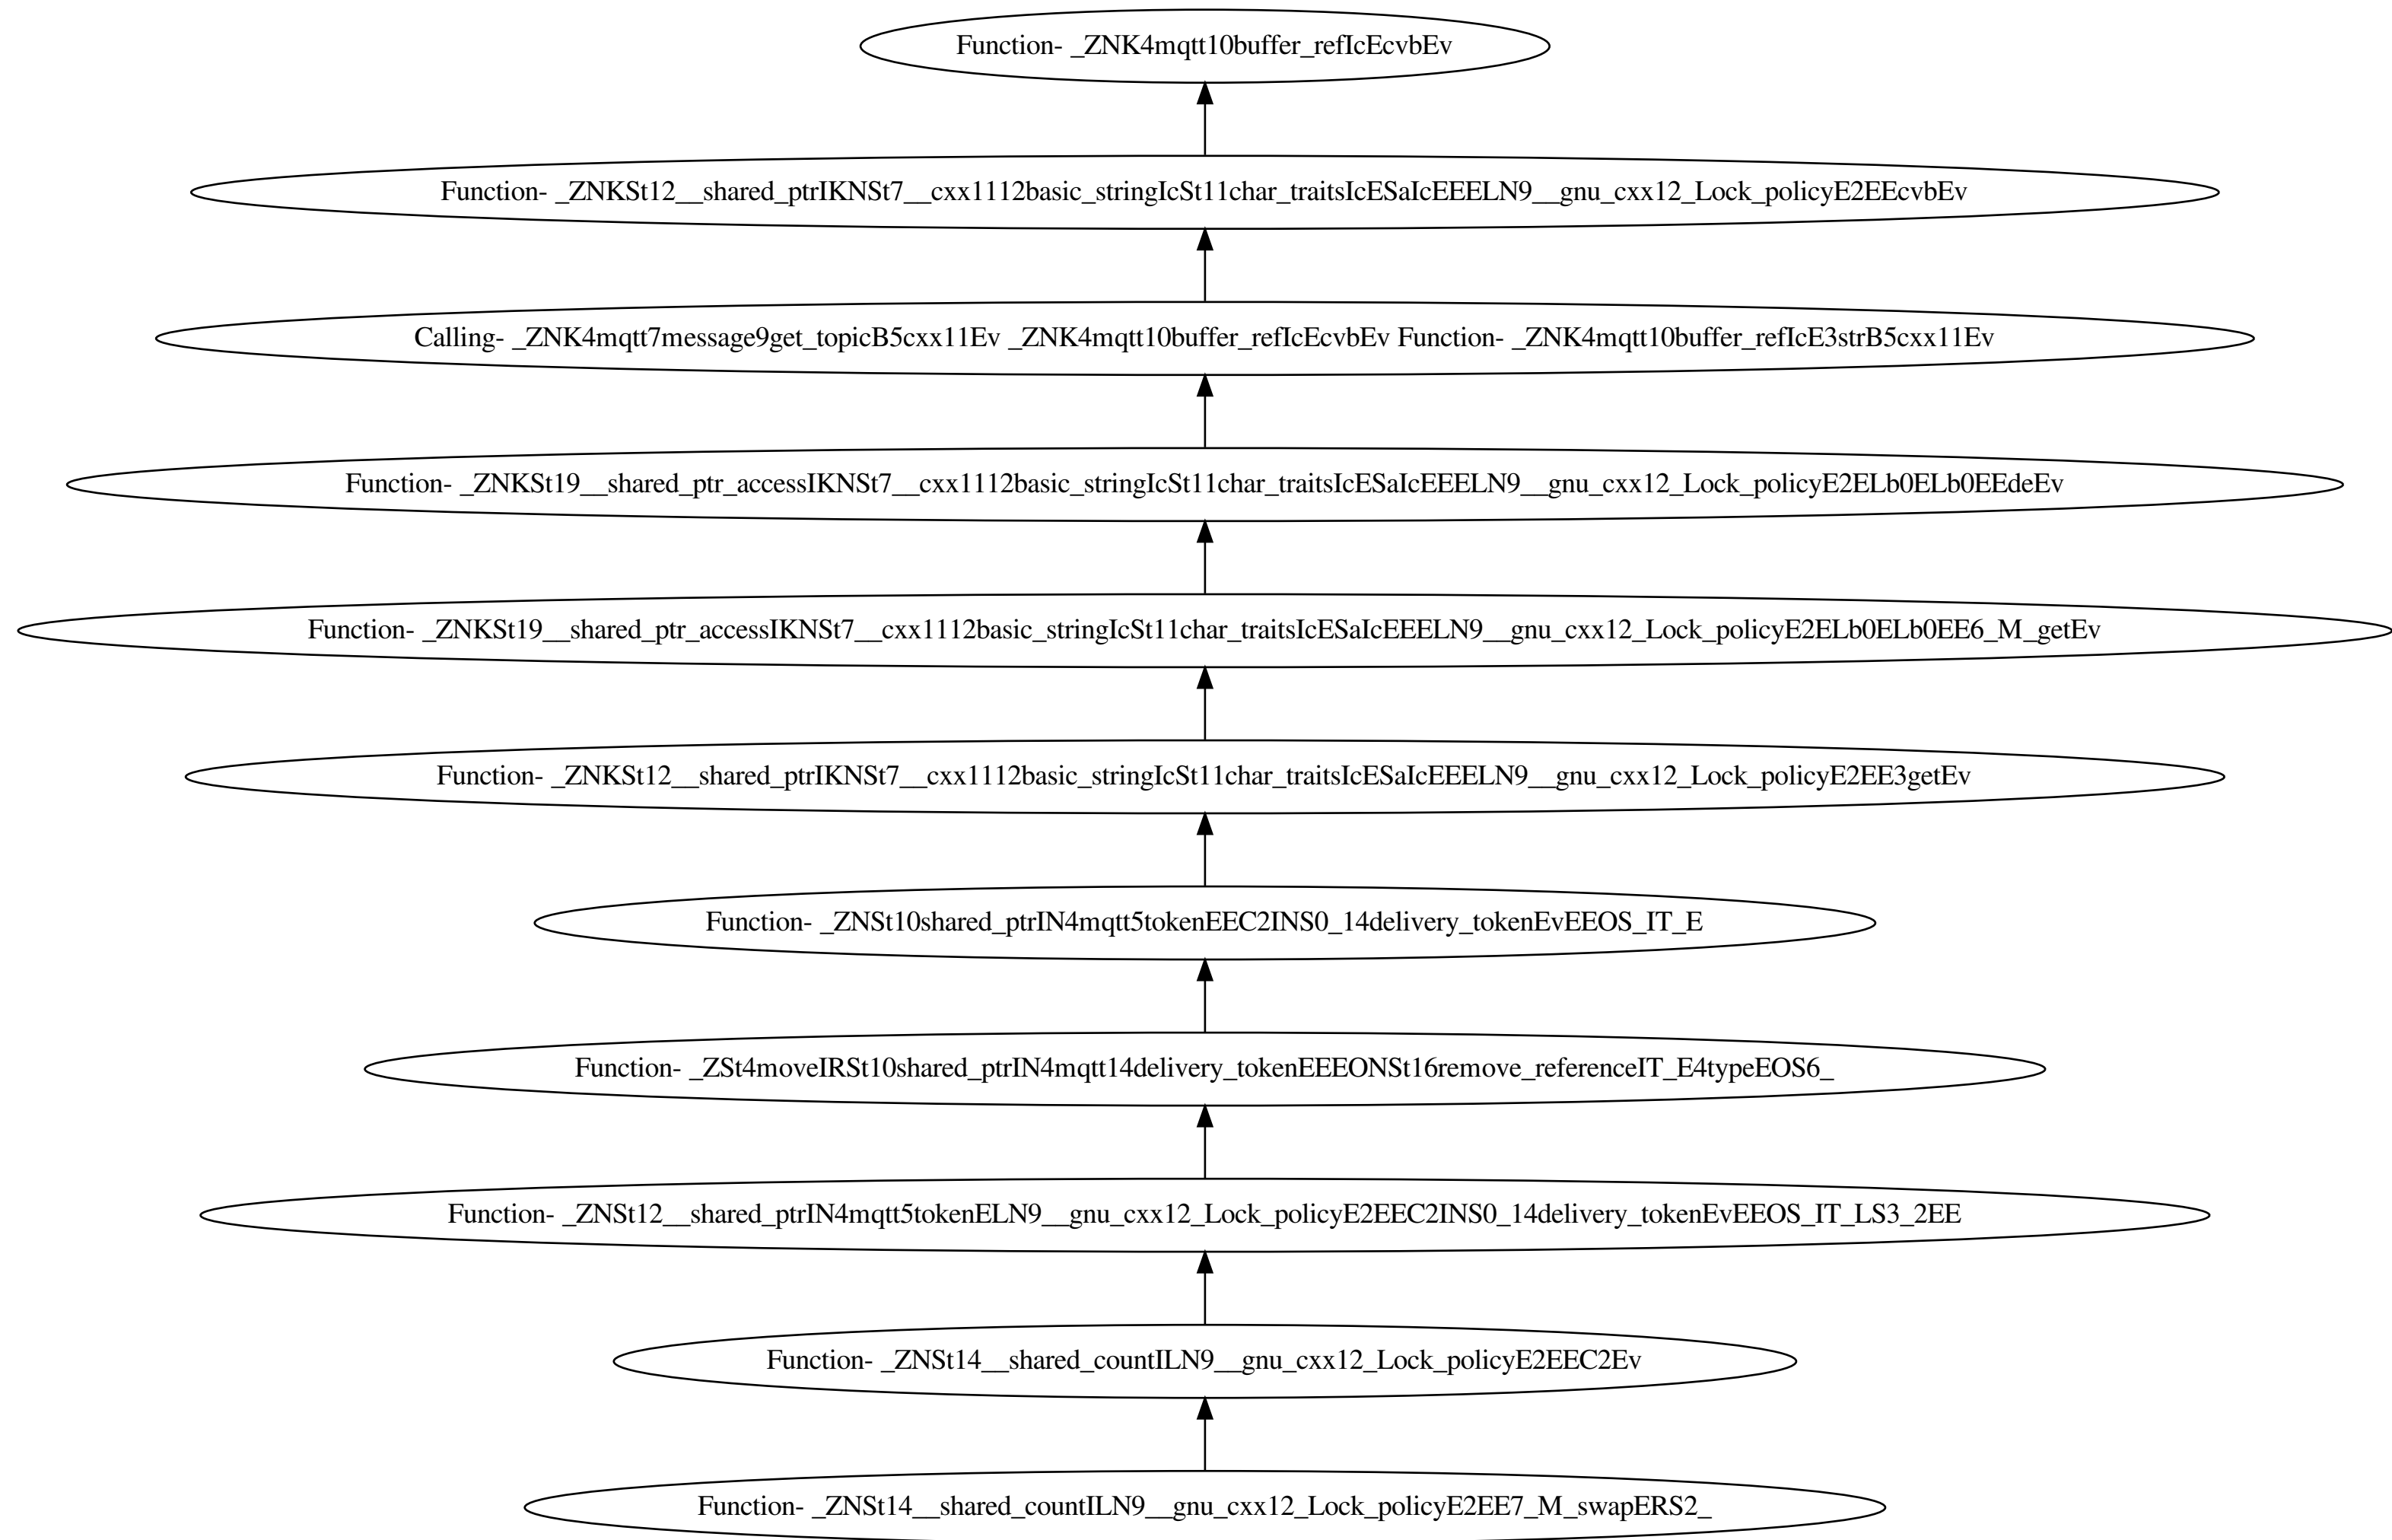 Function- _ZNK4mqtt10buffer_refIcEcvbEv
Function- _ZNKSt12__shared_ptrIKNSt7__cxx1112basic_stringIcSt11char_traitsIcESaIcEEELN9__gnu_cxx12_Lock_policyE2EEcvbEv
Calling- _ZNK4mqtt7message9get_topicB5cxx11Ev _ZNK4mqtt10buffer_refIcEcvbEv Function- _ZNK4mqtt10buffer_refIcE3strB5cxx11Ev
Function- _ZNKSt19__shared_ptr_accessIKNSt7__cxx1112basic_stringIcSt11char_traitsIcESaIcEEELN9__gnu_cxx12_Lock_policyE2ELb0ELb0EEdeEv
Function- _ZNKSt19__shared_ptr_accessIKNSt7__cxx1112basic_stringIcSt11char_traitsIcESaIcEEELN9__gnu_cxx12_Lock_policyE2ELb0ELb0EE6_M_getEv
Function- _ZNKSt12__shared_ptrIKNSt7__cxx1112basic_stringIcSt11char_traitsIcESaIcEEELN9__gnu_cxx12_Lock_policyE2EE3getEv
Function- _ZNSt10shared_ptrIN4mqtt5tokenEEC2INS0_14delivery_tokenEvEEOS_IT_E
Function- _ZSt4moveIRSt10shared_ptrIN4mqtt14delivery_tokenEEEONSt16remove_referenceIT_E4typeEOS6_
Function- _ZNSt12__shared_ptrIN4mqtt5tokenELN9__gnu_cxx12_Lock_policyE2EEC2INS0_14delivery_tokenEvEEOS_IT_LS3_2EE
Function- _ZNSt14__shared_countILN9__gnu_cxx12_Lock_policyE2EEC2Ev
Function- _ZNSt14__shared_countILN9__gnu_cxx12_Lock_policyE2EE7_M_swapERS2_